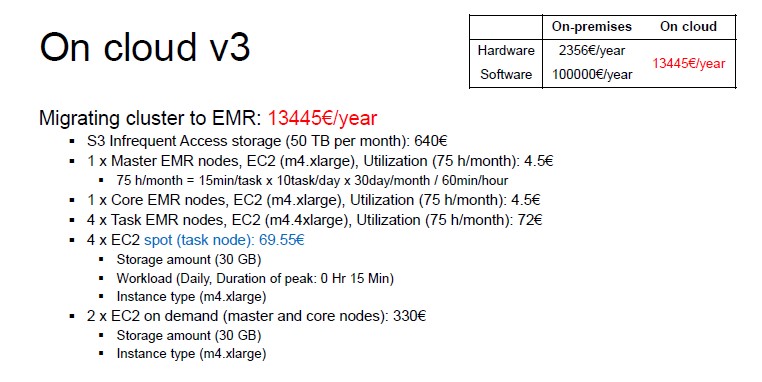 On cloud v3
On-premises On cloud
Hardware 2356€/year 13445€/year
Software 100000€/year
Migrating cluster to EMR: 13445€/year
▪ S3 Infrequent Access storage (50 TB per month): 640€
▪ 1 x Master EMR nodes, EC2 (m4.xlarge), Utilization (75 h/month): 4.5€
▪ 75 h/month = 15min/task x 10task/day x 30day/month / 60min/hour
▪ 1 x Core EMR nodes, EC2 (m4.xlarge), Utilization (75 h/month): 4.5€
▪ 4 x Task EMR nodes, EC2 (m4.4xlarge), Utilization (75 h/month): 72€
▪ 4 x EC2 spot (task node): 69.55€
▪ Storage amount (30 GB)
▪ Workload (Daily, Duration of peak: 0 Hr 15 Min)
▪ Instance type (m4.xlarge)
▪ 2 x EC2 on demand (master and core nodes): 330€
▪ Storage amount (30 GB)
▪ Instance type (m4.xlarge)